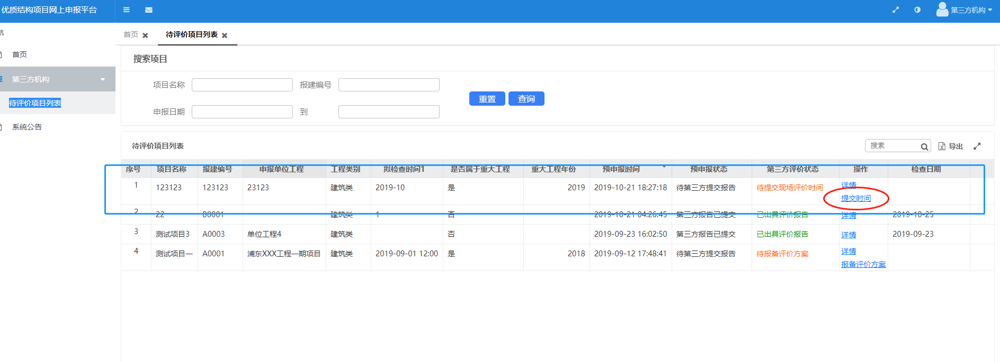 优质结构项目网上申报平台
第三方机构
航
首页
第三方机构
待评价项目列表
系统公告
首页 待评价项目列表
搜索项目
项目名称 报建编号
重置 查询
申报日期 到
待评价项目列表
搜索 导出
序号 项目名称 报建编号 申报单位工程 工程类别 拟检查时间1 是否属于重大工程 重大工程年份 预申报时间 预申报状态 第三方评价状态 操作 检查日期
1 123123 123123 23123 建筑类 2019-10 是 2019 2019-10-21 18:27:18 待第三方提交报告 待提交现场评价时间 详情
提交时间
2 22 B0001 建筑类 1 否 2019-10-21 04:26:45 第三方报告已提交 已出具评价报告 详情 2019-10-25
3 测试项目3 A0003 单位工程4 建筑类 否 2019-09-23 16:02:50 第三方报告已提交 已出具评价报告 详情 2019-09-23
4 测试项目一 A0001 浦东XXX工程一期项目 建筑类 2019-09-01 12:00 是 2018 2019-09-12 17:48:41 待第三方提交报告 待报备评价方案 详情
报备评价方案